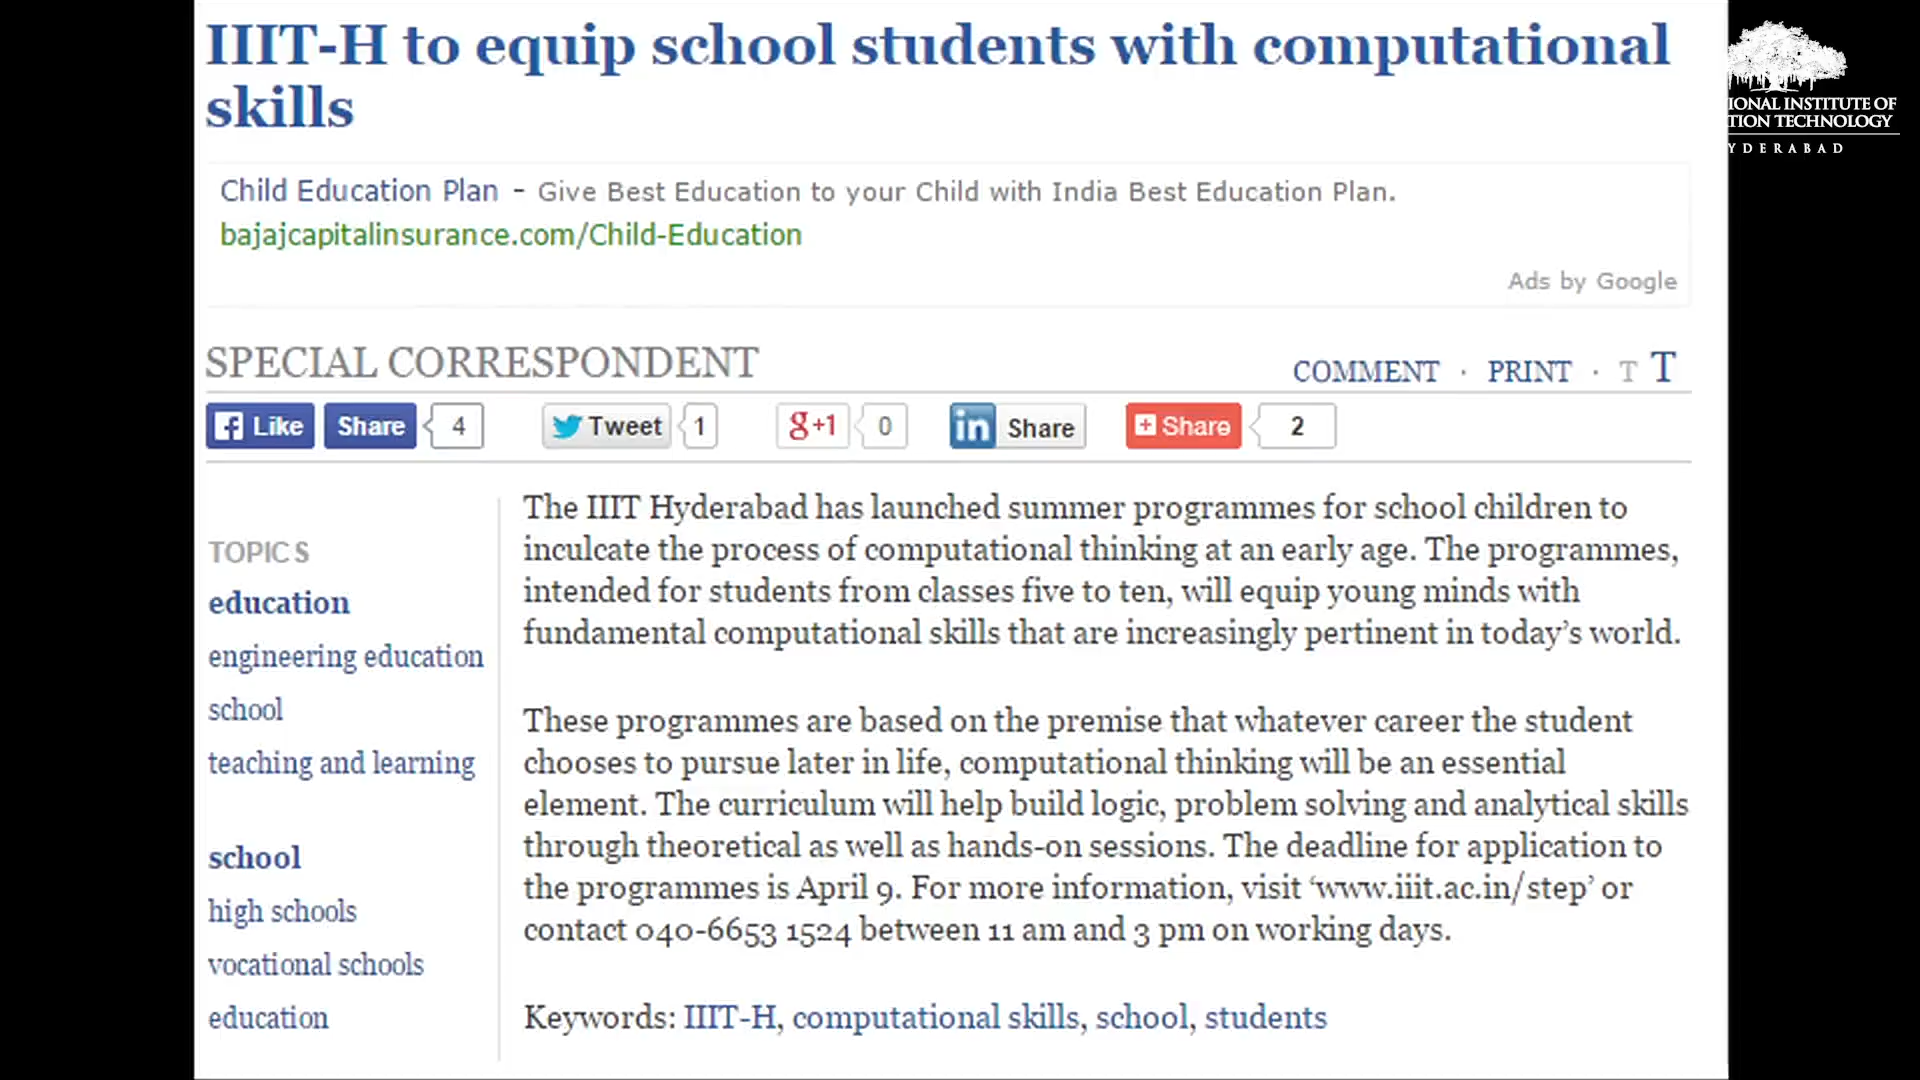 IIIT-H to equip school students with computational
skills
IONAL INSTITUTE OF
TION TECHNOLOGY
YDERABAD
Child Education Plan - Give Best Education to your Child with India Best Education Plan.
bajajcapitalinsurance.com/Child-Education
Ads by Google
SPECIAL CORRESPONDENT
COMMENT · PRINT · T T
Like Share 4 Tweet 1 g+1 0 in Share Share 2
TOPICS
education
engineering education
school
teaching and learning
school
high schools
vocational schools
education
The IIIT Hyderabad has launched summer programmes for school children to
inculcate the process of computational thinking at an early age. The programmes,
intended for students from classes five to ten, will equip young minds with
fundamental computational skills that are increasingly pertinent in today's world.
These programmes are based on the premise that whatever career the student
chooses to pursue later in life, computational thinking will be an essential
element. The curriculum will help build logic, problem solving and analytical skills
through theoretical as well as hands-on sessions. The deadline for application to
the programmes is April 9. For more information, visit 'www.iiit.ac.in/step' or
contact 040-6653 1524 between 11 am and 3 pm on working days.
Keywords: IIIT-H, computational skills, school, students